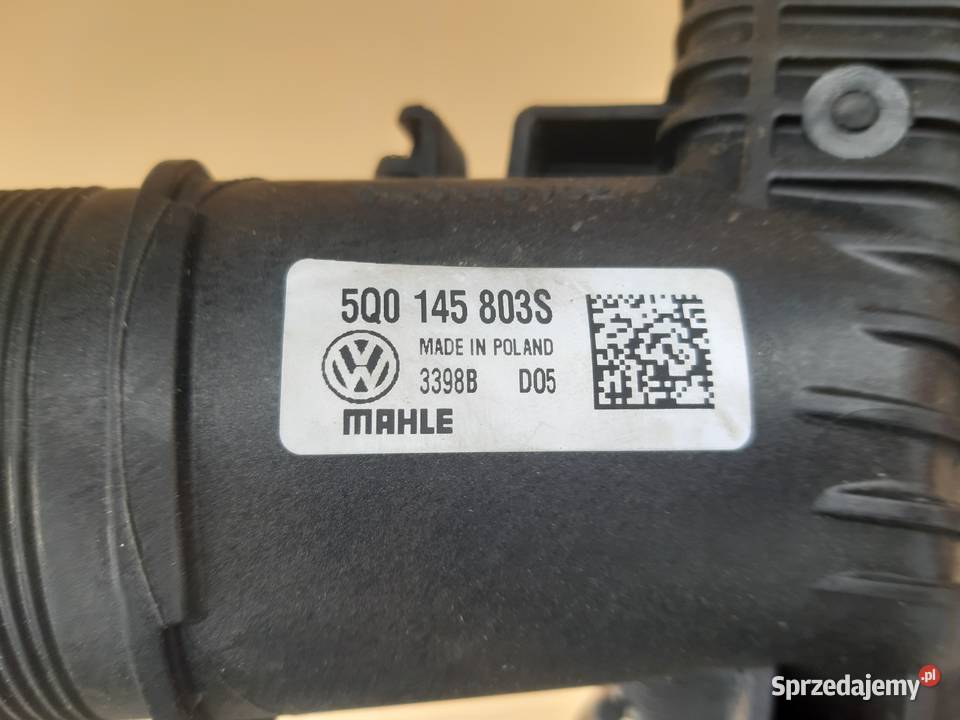 5Q0 145 803S
MADE IN POLAND
3398B D05
MAHLE
Sprzedajemy.pl